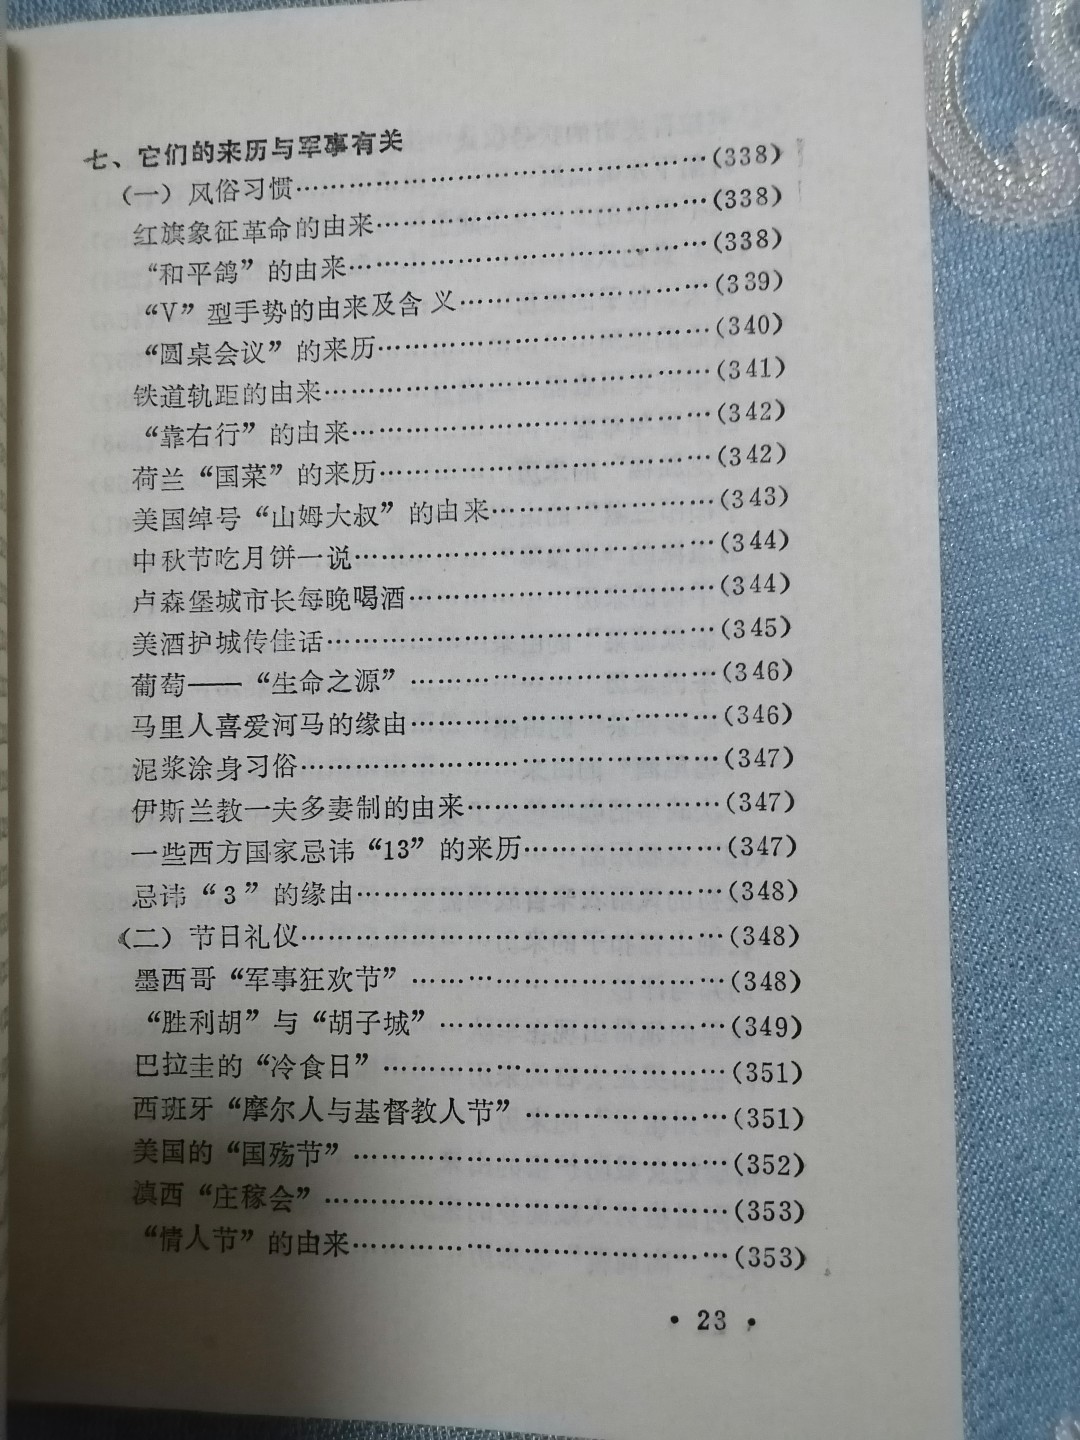 七、它们的来历与军事有关
（一）风俗习惯……………………………………（338）
红旗象征革命的由来……………………………（338）
“和平鸽”的由来…………………………………（338）
“V”型手势的由来及含义………………………（339）
“圆桌会议”的来历………………………………（340）
铁道轨距的由来…………………………………（341）
“靠右行”的由来…………………………………（342）
荷兰“国菜”的来历………………………………（342）
美国绰号“山姆大叔”的由来……………………（343）
中秋节吃月饼一说………………………………（344）
卢森堡城市长每晚喝酒…………………………（344）
美酒护城传佳话…………………………………（345）
葡萄——“生命之源”……………………………（346）
马里人喜爱河马的缘由…………………………（346）
泥浆涂身习俗……………………………………（347）
伊斯兰教一夫多妻制的由来……………………（347）
一些西方国家忌讳“13”的来历…………………（347）
忌讳“3”的缘由…………………………………（348）
（二）节日礼仪……………………………………（348）
墨西哥“军事狂欢节”……………………………（348）
“胜利胡”与“胡子城”……………………………（349）
巴拉圭的“冷食日”………………………………（351）
西班牙“摩尔人与基督教人节”…………………（351）
美国的“国殇节”…………………………………（352）
滇西“庄稼会”……………………………………（353）
“情人节”的由来…………………………………（353）
• 23 •